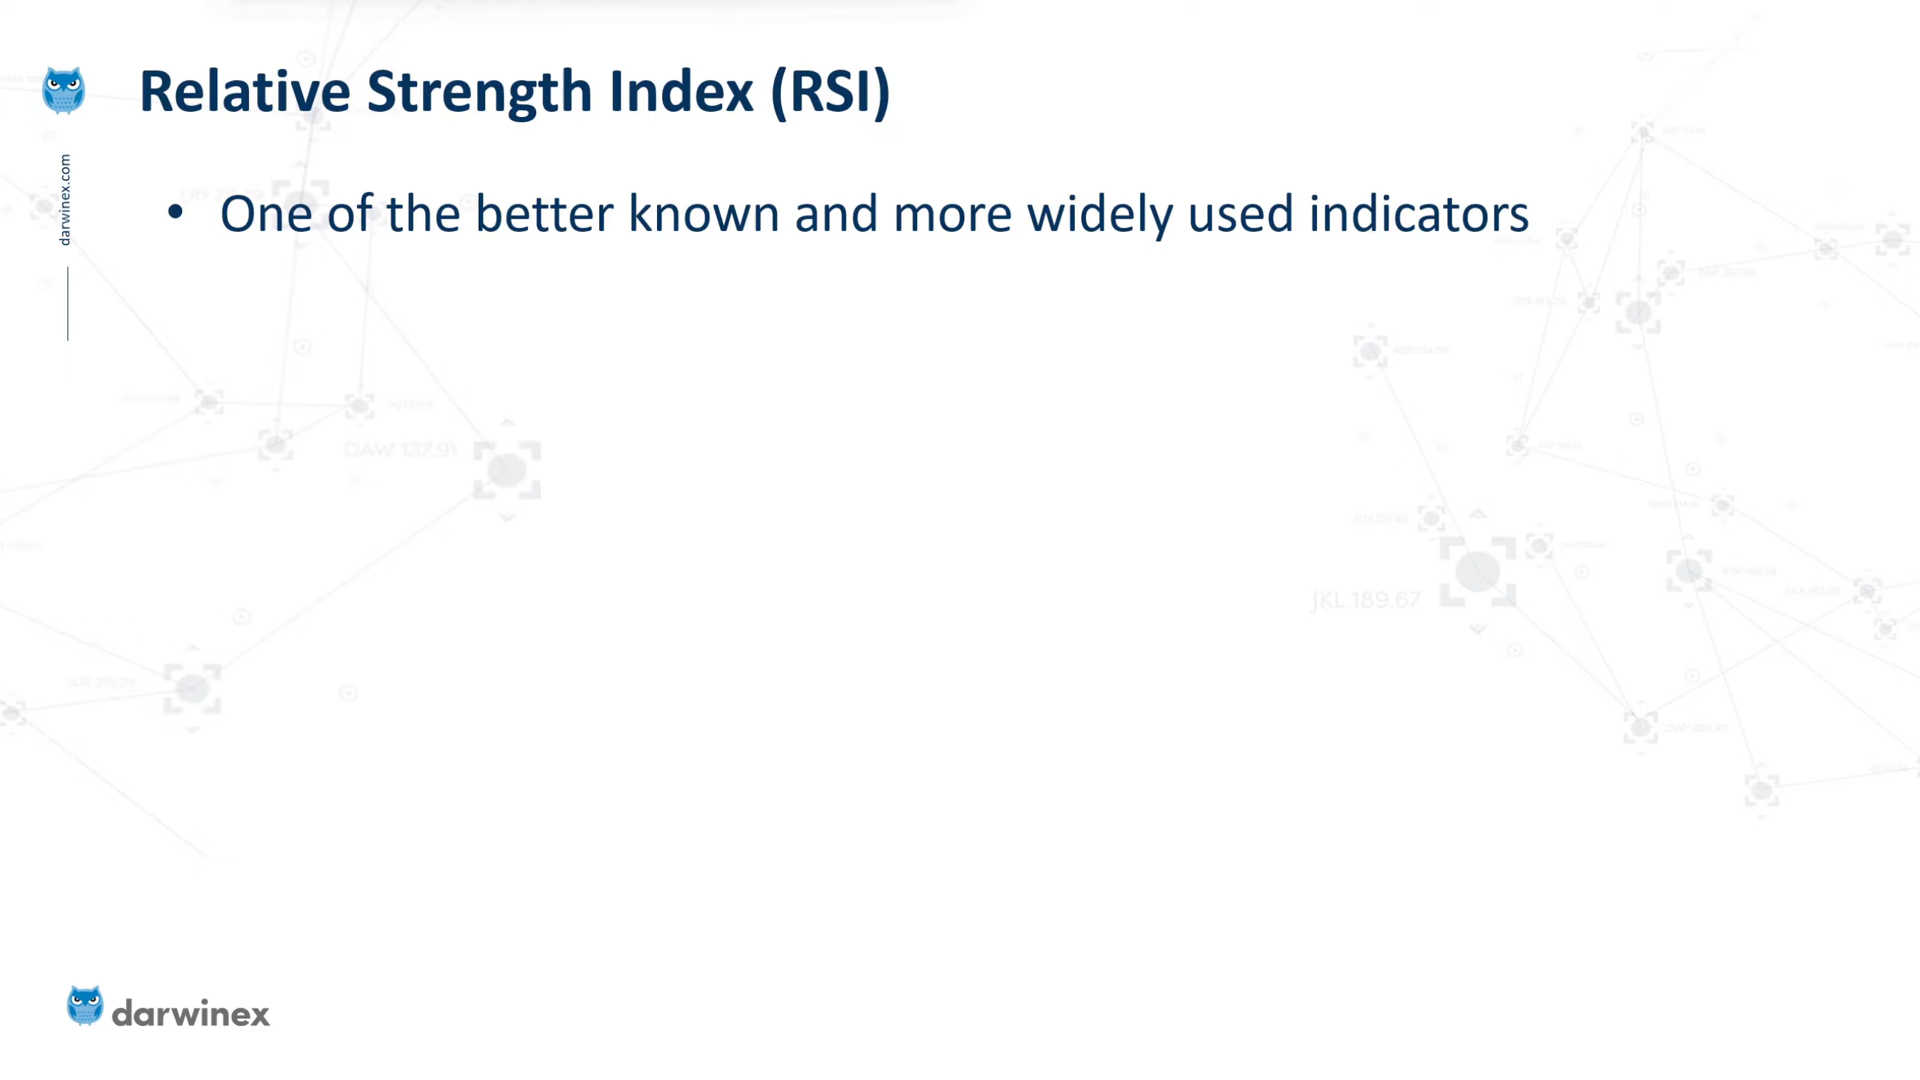 Relative Strength Index (RSI)
darwinex.com
• One of the better known and more widely used indicators
DAW 137.91
JKL 189.67
darwinex